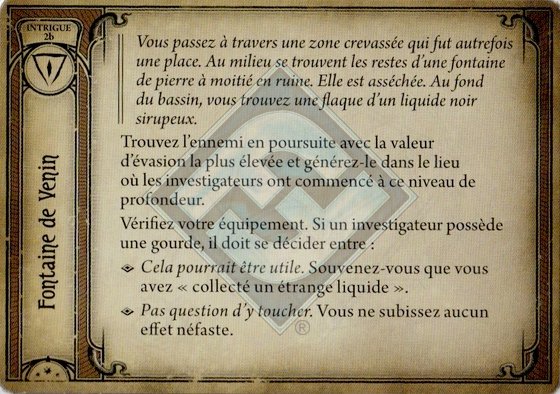 INTRIGUE
2b
Fontaine de Venin
Vous passez à travers une zone crevassée qui fut autrefois
une place. Au milieu se trouvent les restes d'une fontaine
de pierre à moitié en ruine. Elle est asséchée. Au fond
du bassin, vous trouvez une flaque d'un liquide noir
sirupeux.
Trouvez l'ennemi en poursuite avec la valeur
d'évasion la plus élevée et générez-le dans le lieu
où les investigateurs ont commencé à ce niveau de
profondeur.
Vérifiez votre équipement. Si un investigateur possède
une gourde, il doit se décider entre :
Cela pourrait être utile. Souvenez-vous que vous
avez « collecté un étrange liquide ».
Pas question d'y toucher. Vous ne subissez aucun
effet néfaste.
®